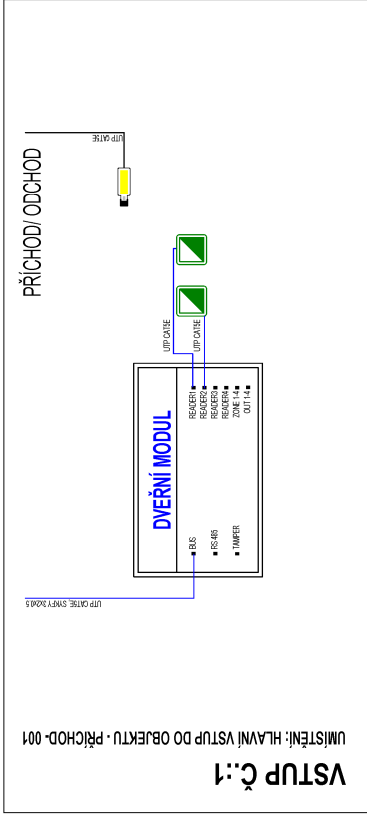 VSTUP Č.:1
UMÍSTĚNÍ: HLAVNÍ VSTUP DO OBJEKTU - PŘÍCHOD- 001
PŘÍCHOD/ ODCHOD
UTP CAT5E
UTP CAT5E
UTP CAT5E
DVEŘNÍ MODUL
READER1
READER2
READER3
READER4
ZONE 1-4
OUT 1-4
BUS
RS 485
TAMPER
UTP CAT5E, SYKFY 3x2x0.5